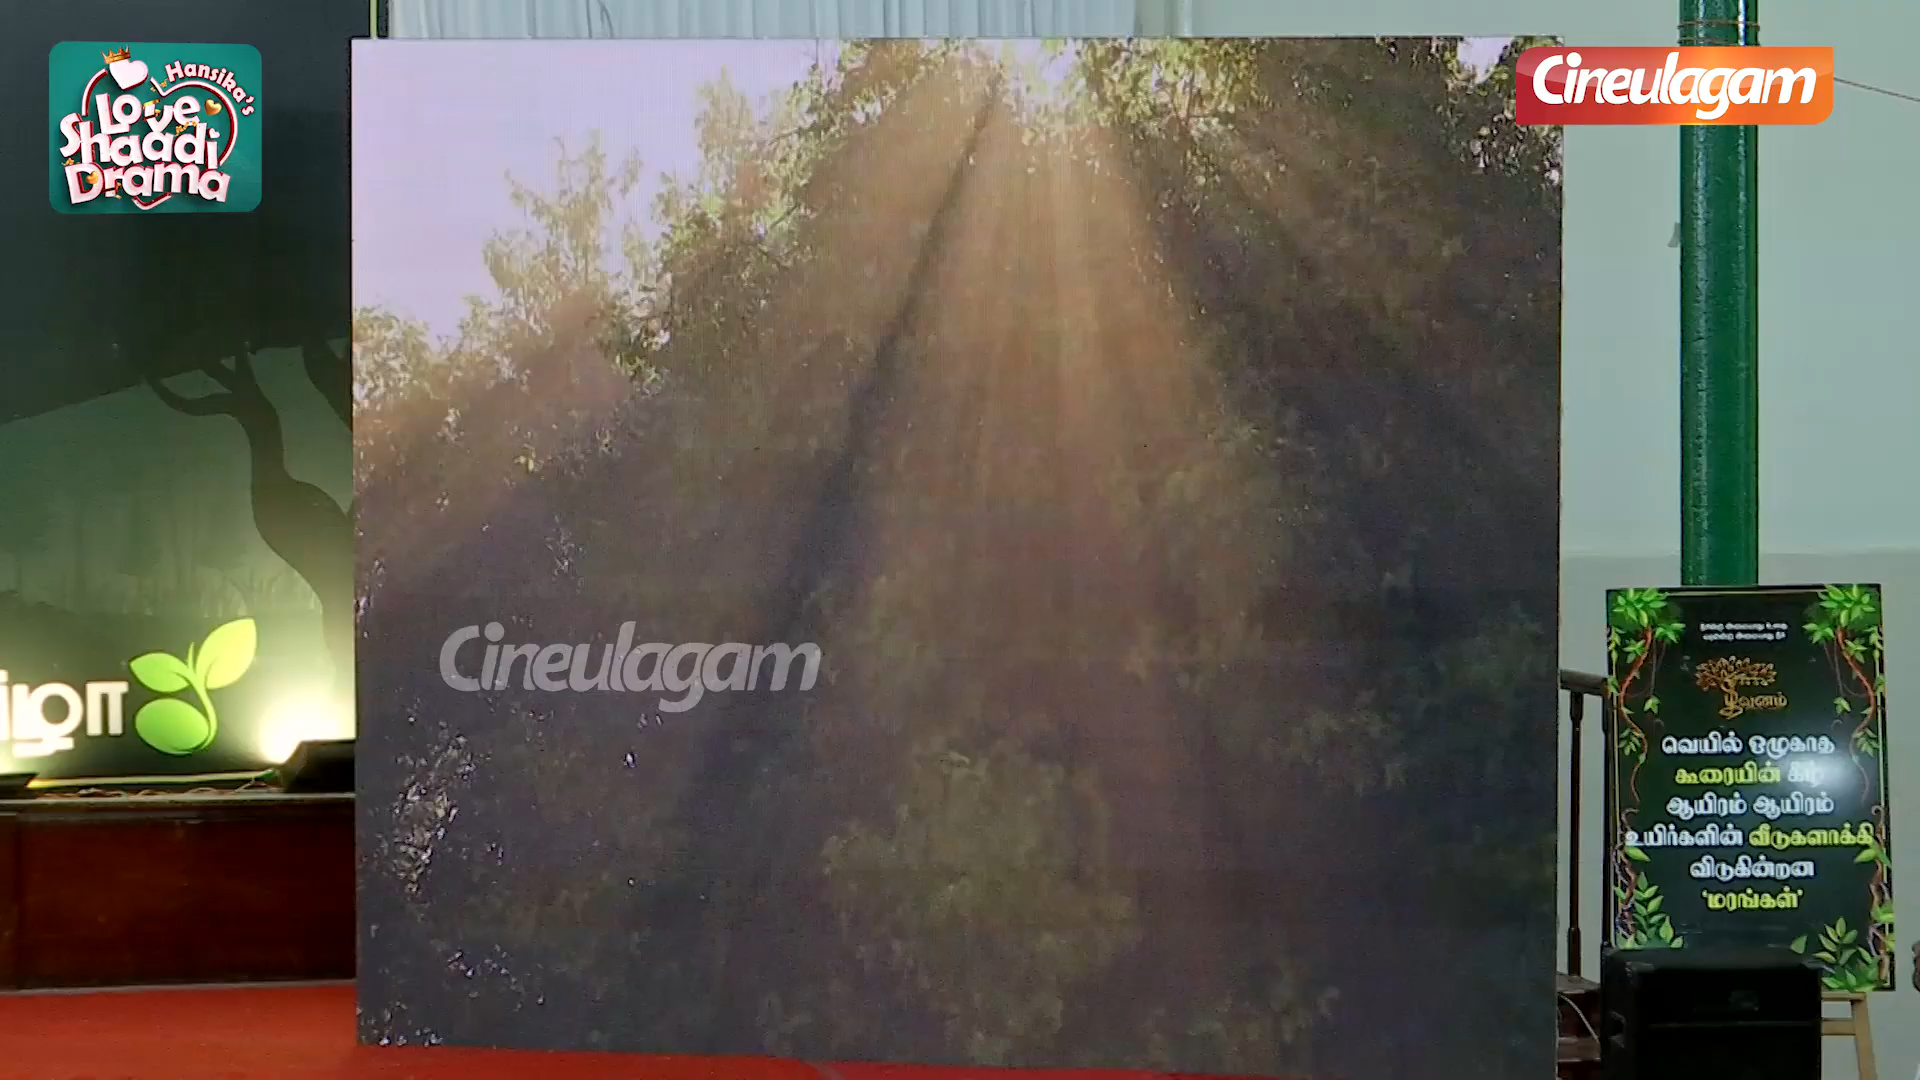 Hansika's
Love
Shaadi
Drama
Cineulagam
Cineulagam
பூவனம்
வெயில் ஒழுகாத
கூரையின் கீழ்
ஆயிரம் ஆயிரம்
உயிர்களின் வீடுகளாக்கி
விடுகின்றன
'மரங்கள்'